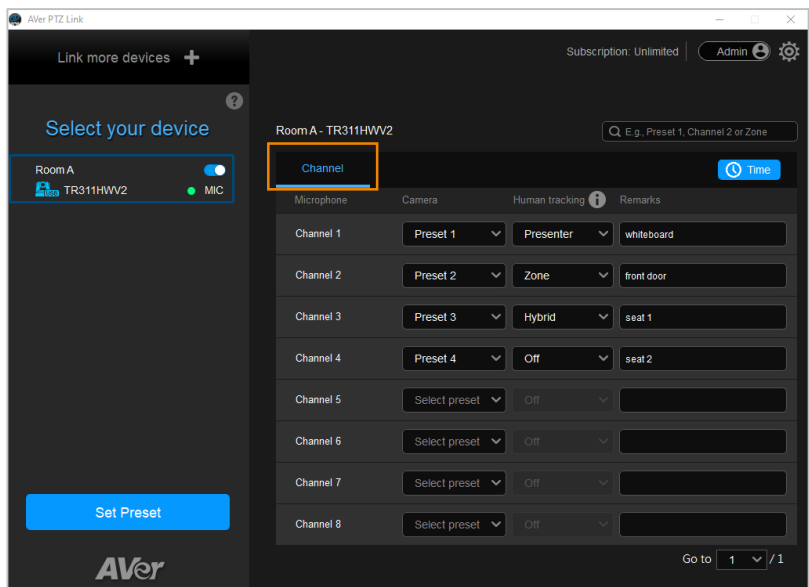 AVer PTZ Link
Link more devices +
Subscription: Unlimited
Admin
?
Select your device
Room A
USB TR311HWV2 MIC
Set Preset
AVer
Room A - TR311HWV2
E.g., Preset 1, Channel 2 or Zone
Channel
Time
Microphone Camera Human tracking i Remarks
Channel 1 Preset 1 Presenter whiteboard
Channel 2 Preset 2 Zone front door
Channel 3 Preset 3 Hybrid seat 1
Channel 4 Preset 4 Off seat 2
Channel 5 Select preset Off
Channel 6 Select preset Off
Channel 7 Select preset Off
Channel 8 Select preset Off
Go to 1 / 1